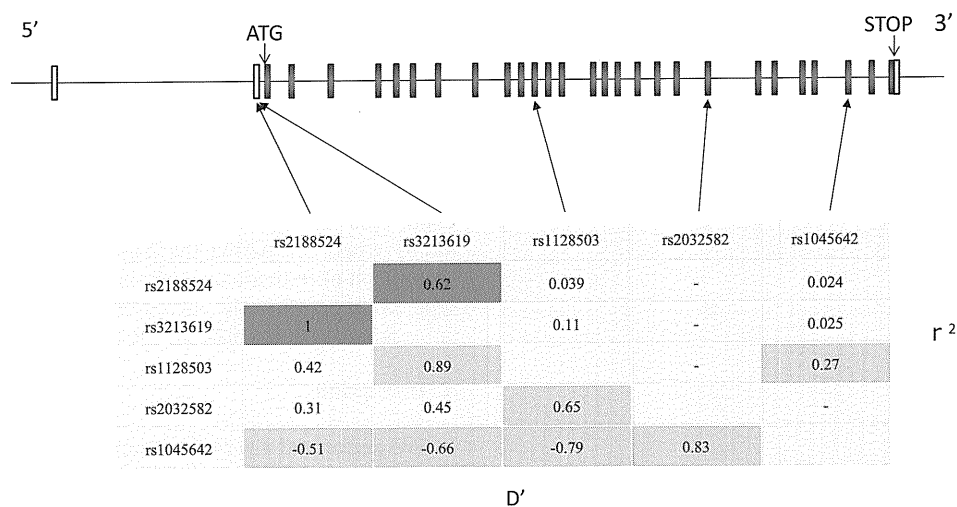 5’
ATG
STOP
3’
rs2188524 rs3213619 rs1128503 rs2032582 rs1045642
rs2188524 0.62 0.039 - 0.024
rs3213619 1 0.11 - 0.025
rs1128503 0.42 0.89 - 0.27
rs2032582 0.31 0.45 0.65 -
rs1045642 -0.51 -0.66 -0.79 0.83
r ²
D’